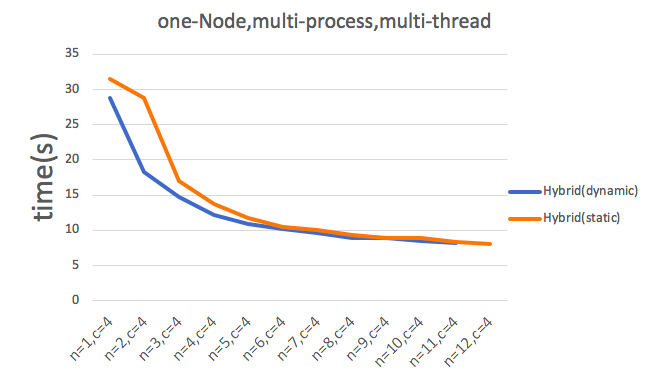 one-Node,multi-process,multi-thread
35
30
25
20
15
10
5
0
time(s)
n=1,c=4
n=2,c=4
n=3,c=4
n=4,c=4
n=5,c=4
n=6,c=4
n=7,c=4
n=8,c=4
n=9,c=4
n=10,c=4
n=11,c=4
n=12,c=4
Hybrid(dynamic)
Hybrid(static)